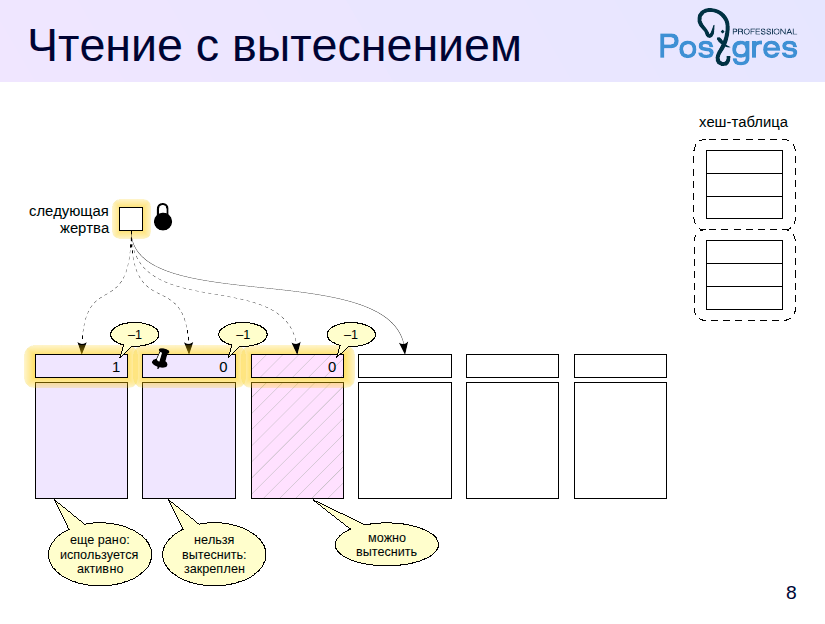 Чтение с вытеснением
PROFESSIONAL
Postgres
хеш-таблица
следующая
жертва
–1
–1
–1
1
0
0
еще рано:
используется
активно
нельзя
вытеснить:
закреплен
можно
вытеснить
8